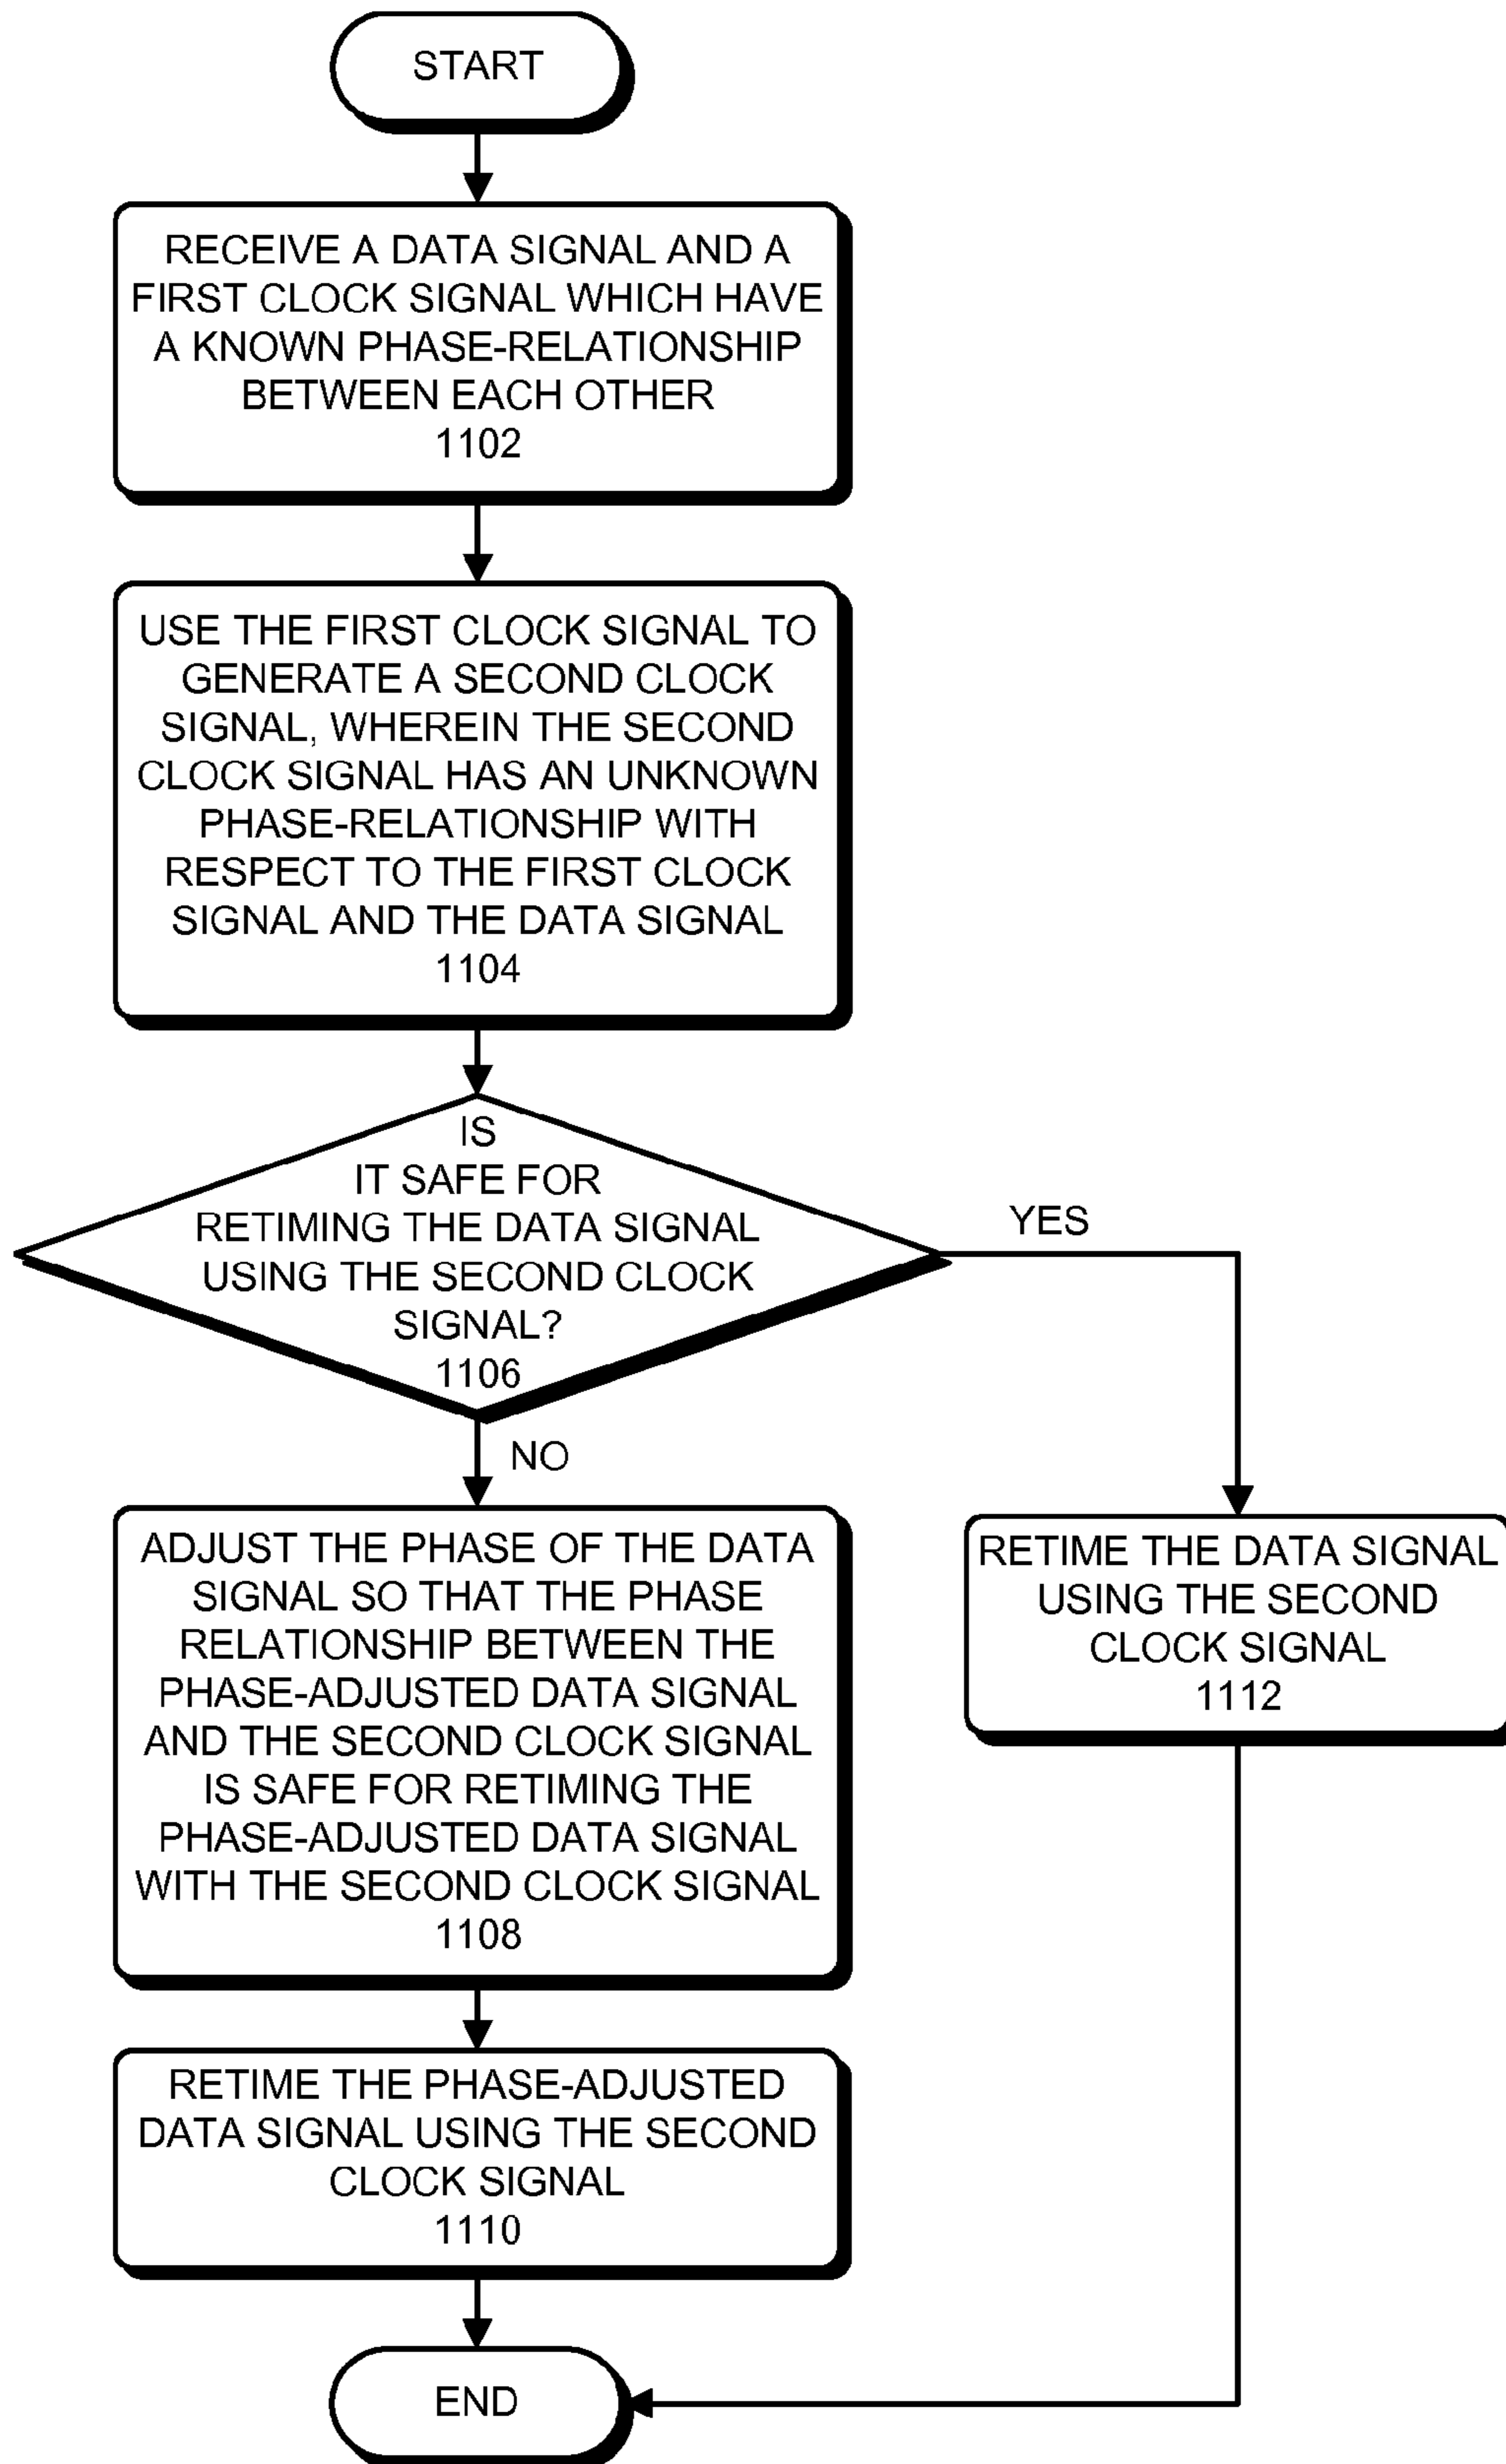 START
RECEIVE A DATA SIGNAL AND A
FIRST CLOCK SIGNAL WHICH HAVE
A KNOWN PHASE-RELATIONSHIP
BETWEEN EACH OTHER
1102
USE THE FIRST CLOCK SIGNAL TO
GENERATE A SECOND CLOCK
SIGNAL, WHEREIN THE SECOND
CLOCK SIGNAL HAS AN UNKNOWN
PHASE-RELATIONSHIP WITH
RESPECT TO THE FIRST CLOCK
SIGNAL AND THE DATA SIGNAL
1104
IS
IT SAFE FOR
RETIMING THE DATA SIGNAL
USING THE SECOND CLOCK
SIGNAL?
1106
YES
NO
ADJUST THE PHASE OF THE DATA
SIGNAL SO THAT THE PHASE
RELATIONSHIP BETWEEN THE
PHASE-ADJUSTED DATA SIGNAL
AND THE SECOND CLOCK SIGNAL
IS SAFE FOR RETIMING THE
PHASE-ADJUSTED DATA SIGNAL
WITH THE SECOND CLOCK SIGNAL
1108
RETIME THE DATA SIGNAL
USING THE SECOND
CLOCK SIGNAL
1112
RETIME THE PHASE-ADJUSTED
DATA SIGNAL USING THE SECOND
CLOCK SIGNAL
1110
END